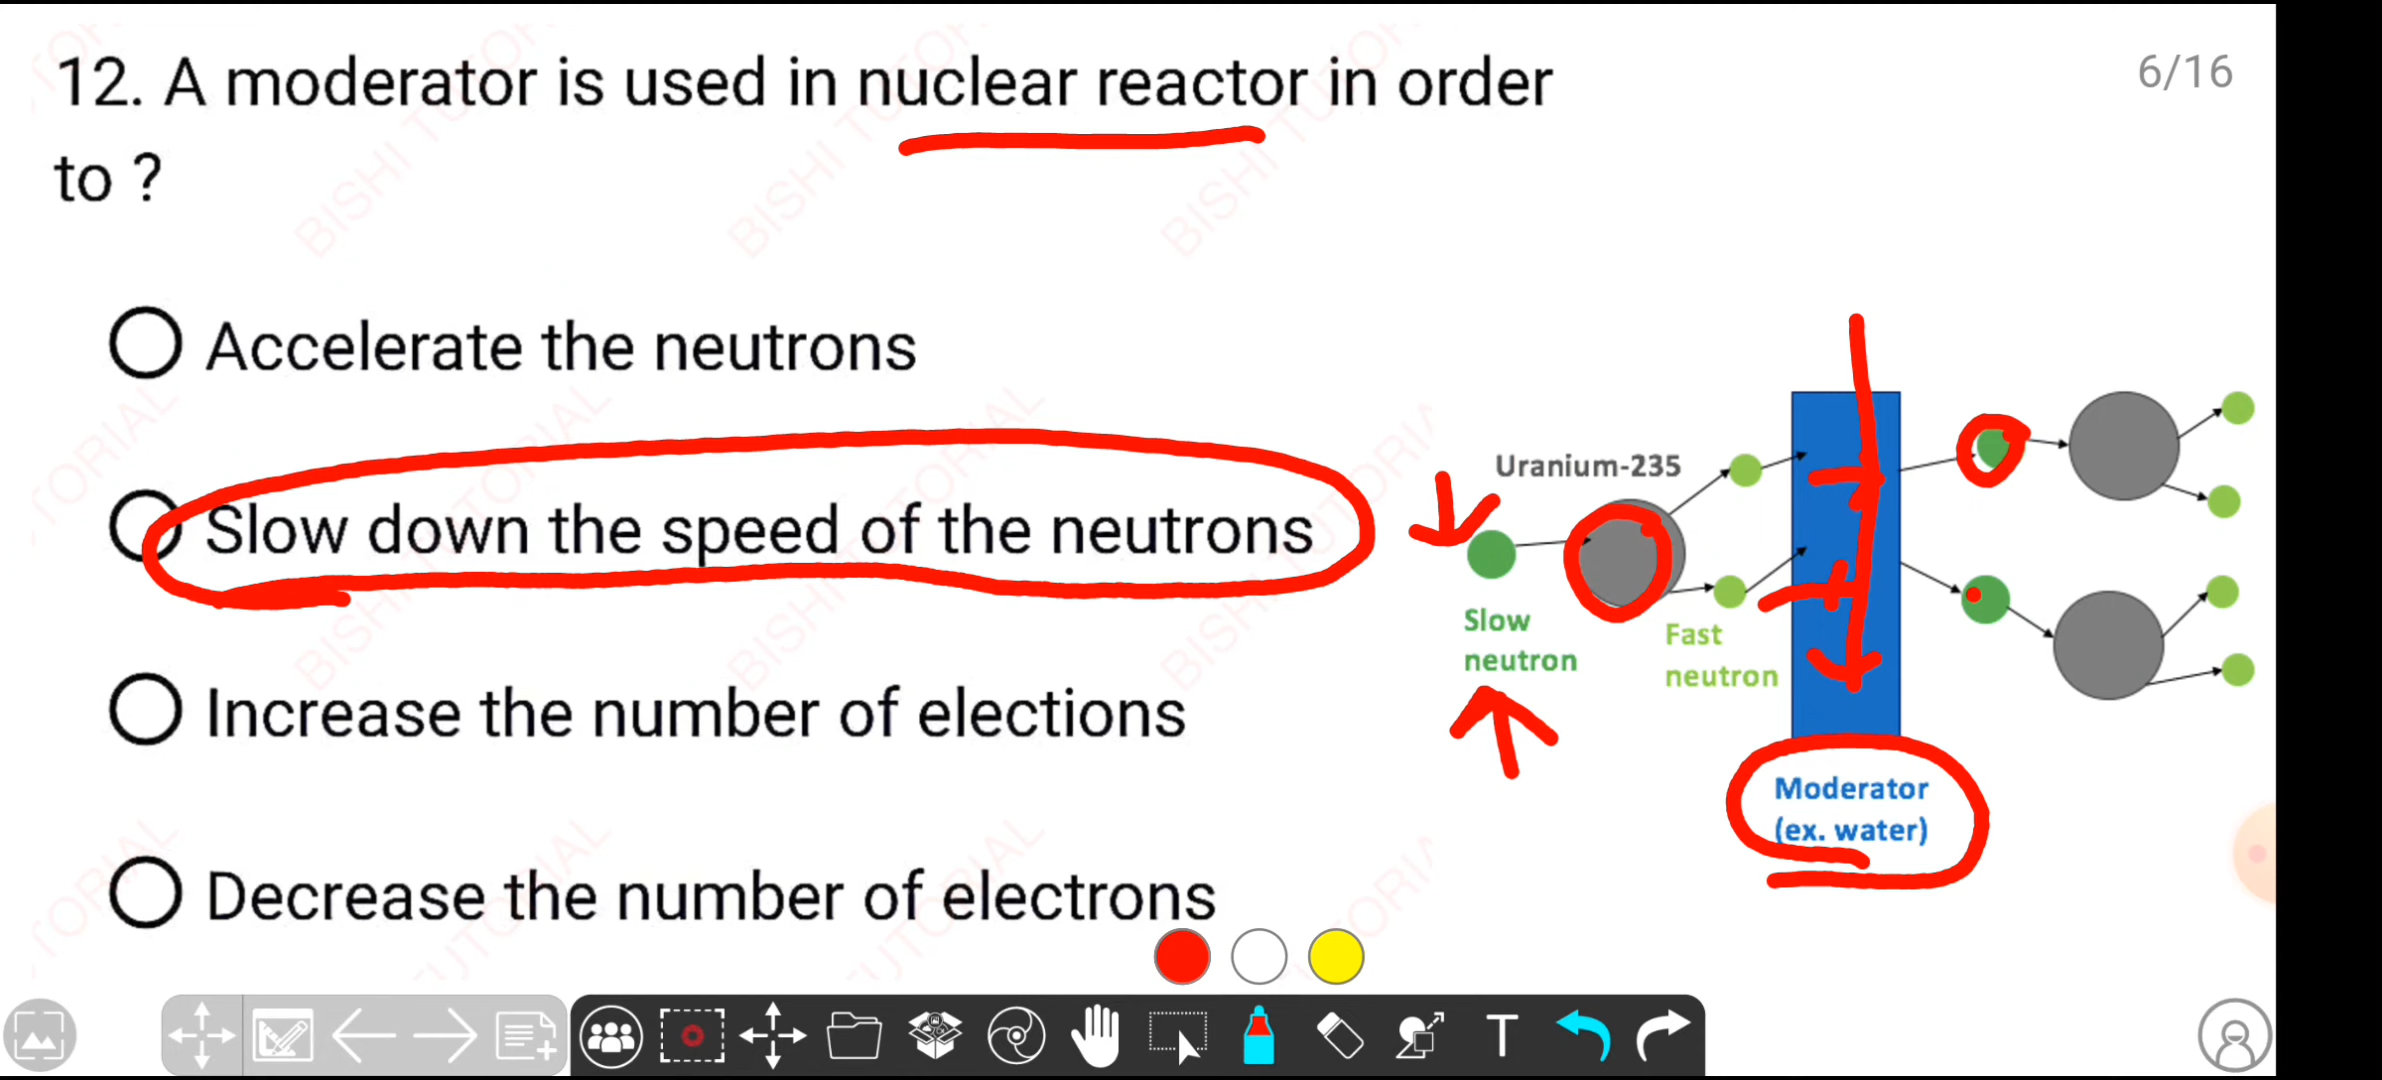 12. A moderator is used in nuclear reactor in order
to ?
6/16
Accelerate the neutrons
Slow down the speed of the neutrons
Increase the number of elections
Decrease the number of electrons
Uranium-235
Slow
neutron
Fast
neutron
Moderator
(ex. water)
BISHI TUTORIAL
T